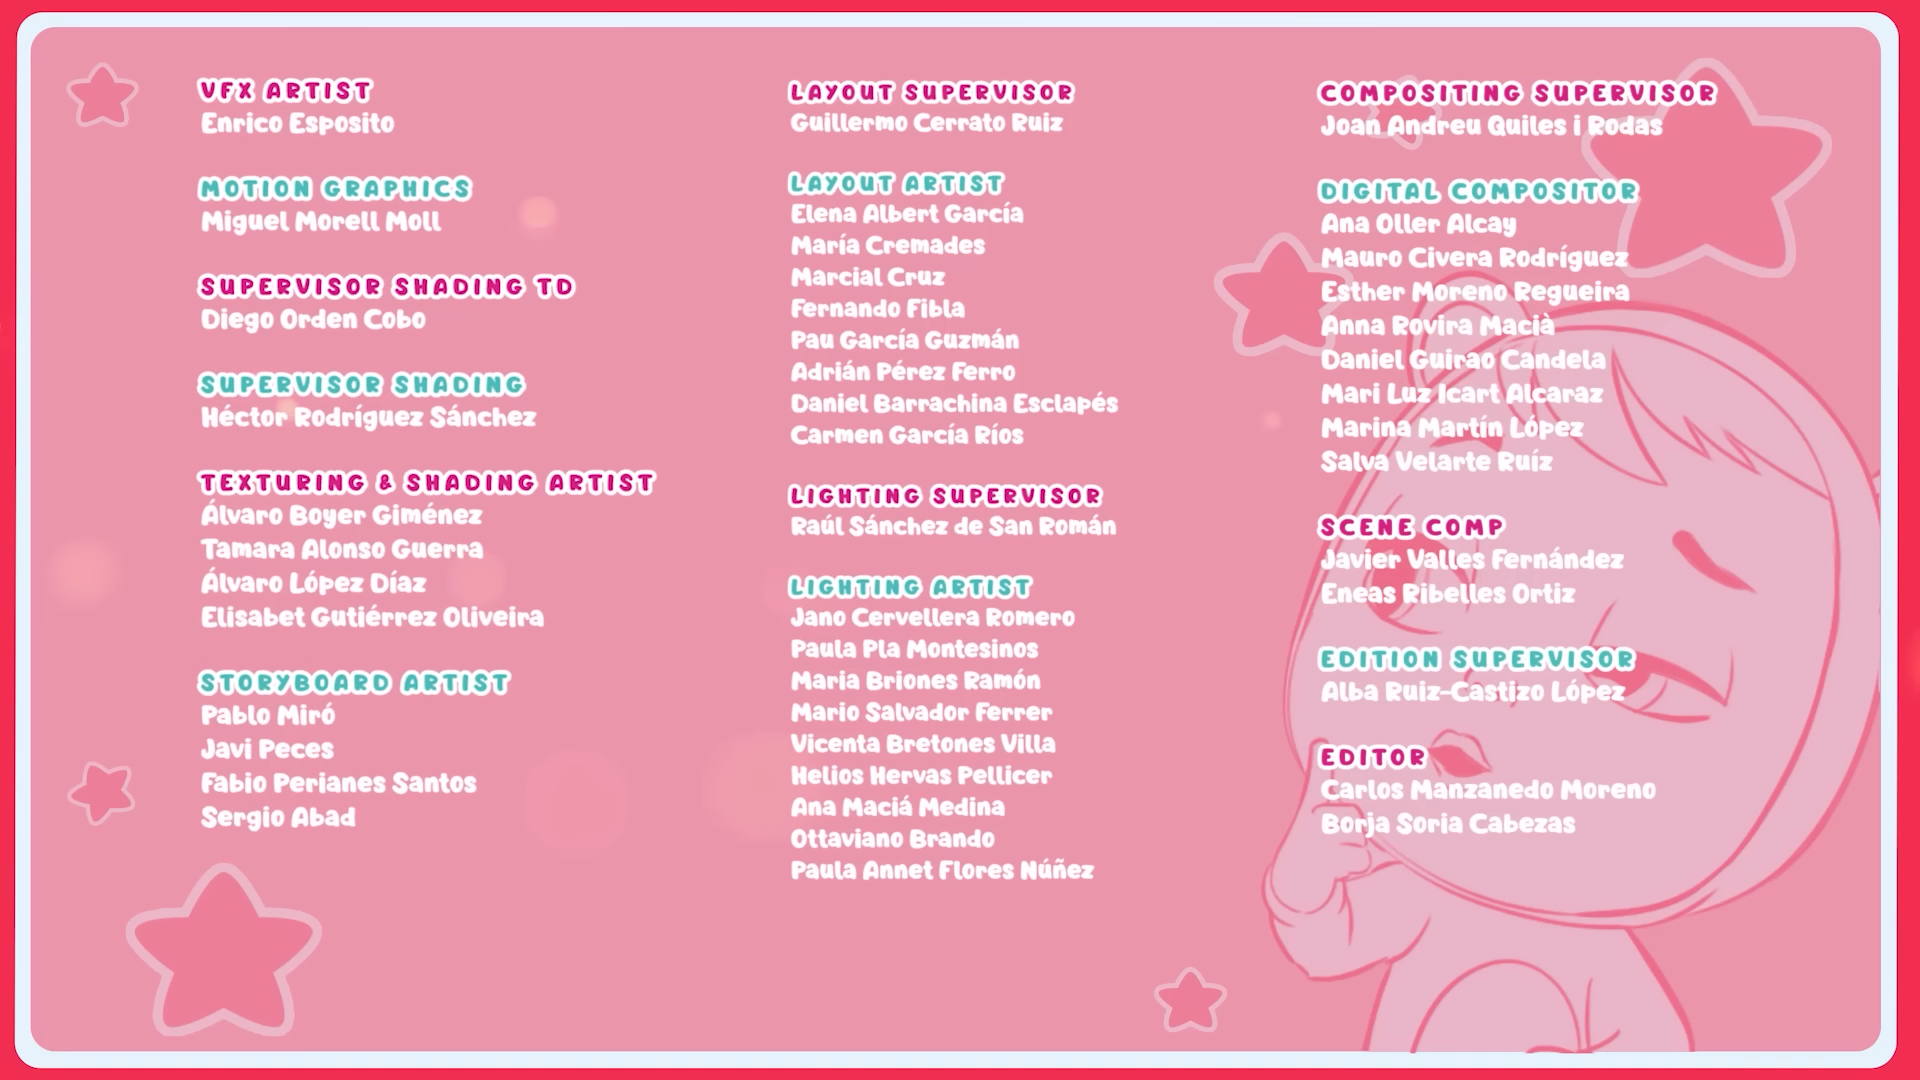 VFX ARTIST
Enrico Esposito
MOTION GRAPHICS
Miguel Morell Moll
SUPERVISOR SHADING TD
Diego Orden Cobo
SUPERVISOR SHADING
Héctor Rodríguez Sánchez
TEXTURING & SHADING ARTIST
Álvaro Boyer Giménez
Tamara Alonso Guerra
Álvaro López Díaz
Elisabet Gutiérrez Oliveira
STORYBOARD ARTIST
Pablo Miró
Javi Peces
Fabio Perianes Santos
Sergio Abad
LAYOUT SUPERVISOR
Guillermo Cerrato Ruiz
LAYOUT ARTIST
Elena Albert García
María Cremades
Marcial Cruz
Fernando Fibla
Pau García Guzmán
Adrián Pérez Ferro
Daniel Barrachina Esclapés
Carmen García Ríos
LIGHTING SUPERVISOR
Raúl Sánchez de San Román
LIGHTING ARTIST
Jano Cervellera Romero
Paula Pla Montesinos
Maria Briones Ramón
Mario Salvador Ferrer
Vicenta Bretones Villa
Helios Hervas Pellicer
Ana Maciá Medina
Ottaviano Brando
Paula Annet Flores Núñez
COMPOSITING SUPERVISOR
Joan Andreu Quiles i Rodas
DIGITAL COMPOSITOR
Ana Oller Alcay
Mauro Civera Rodríguez
Esther Moreno Regueira
Anna Rovira Macià
Daniel Guirao Candela
Mari Luz Icart Alcaraz
Marina Martín López
Salva Velarte Ruíz
SCENE COMP
Javier Valles Fernández
Eneas Ribelles Ortiz
EDITION SUPERVISOR
Alba Ruiz-Castizo López
EDITOR
Carlos Manzanedo Moreno
Borja Soria Cabezas